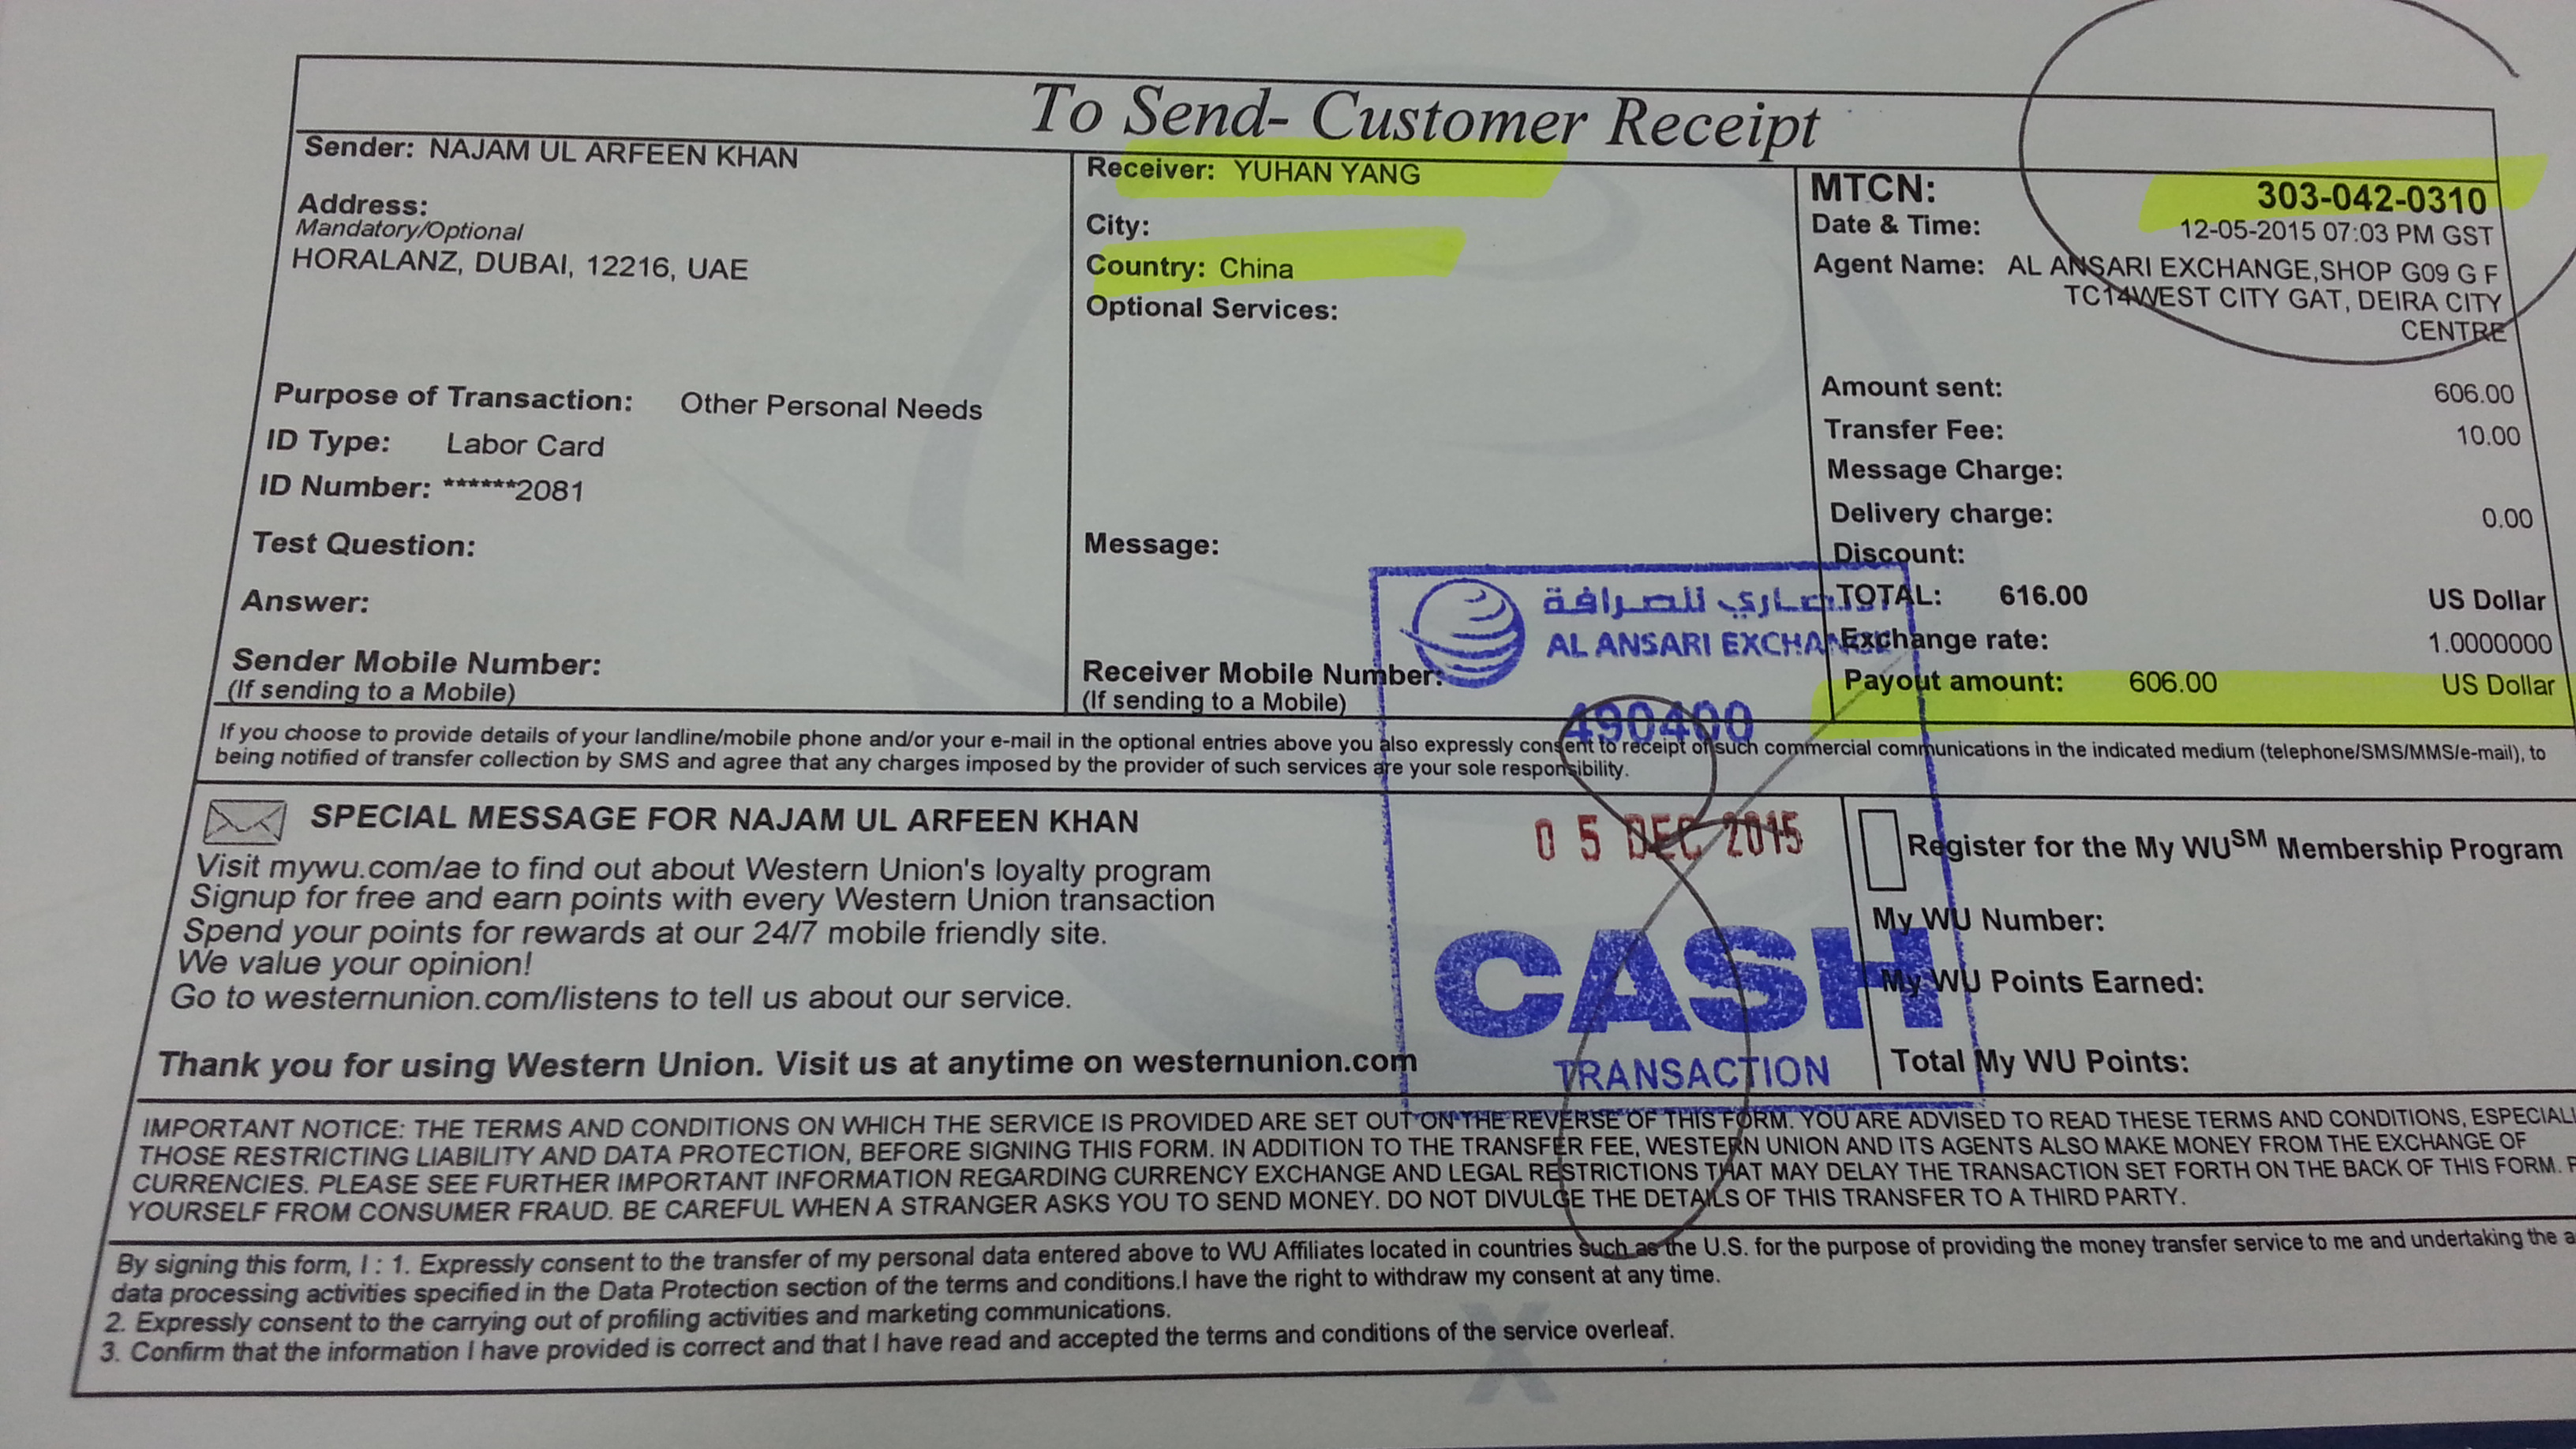 To Send- Customer Receipt
Sender: NAJAM UL ARFEEN KHAN
Address:
Mandatory/Optional
HORALANZ, DUBAI, 12216, UAE
Purpose of Transaction: Other Personal Needs
ID Type: Labor Card
ID Number: ******2081
Test Question:
Answer:
Sender Mobile Number:
(If sending to a Mobile)
Receiver: YUHAN YANG
City:
Country: China
Optional Services:
Message:
Receiver Mobile Number:
(If sending to a Mobile)
MTCN: 303-042-0310
Date & Time: 12-05-2015 07:03 PM GST
Agent Name: AL ANSARI EXCHANGE,SHOP G09 G F
TC14WEST CITY GAT, DEIRA CITY
CENTRE
Amount sent: 606.00
Transfer Fee: 10.00
Message Charge:
Delivery charge: 0.00
Discount:
TOTAL: 616.00 US Dollar
Exchange rate: 1.0000000
Payout amount: 606.00 US Dollar
للصرافة
AL ANSARI EXCHANGE
490400
05 DEC 2015
CASH
TRANSACTION
If you choose to provide details of your landline/mobile phone and/or your e-mail in the optional entries above you also expressly consent to receipt of such commercial communications in the indicated medium (telephone/SMS/MMS/e-mail), to
being notified of transfer collection by SMS and agree that any charges imposed by the provider of such services are your sole responsibility.
SPECIAL MESSAGE FOR NAJAM UL ARFEEN KHAN
Visit mywu.com/ae to find out about Western Union's loyalty program
Signup for free and earn points with every Western Union transaction
Spend your points for rewards at our 24/7 mobile friendly site.
We value your opinion!
Go to westernunion.com/listens to tell us about our service.
Thank you for using Western Union. Visit us at anytime on westernunion.com
Register for the My WUSM Membership Program
My WU Number:
My WU Points Earned:
Total My WU Points:
IMPORTANT NOTICE: THE TERMS AND CONDITIONS ON WHICH THE SERVICE IS PROVIDED ARE SET OUT ON THE REVERSE OF THIS FORM. YOU ARE ADVISED TO READ THESE TERMS AND CONDITIONS, ESPECIAL
THOSE RESTRICTING LIABILITY AND DATA PROTECTION, BEFORE SIGNING THIS FORM. IN ADDITION TO THE TRANSFER FEE, WESTERN UNION AND ITS AGENTS ALSO MAKE MONEY FROM THE EXCHANGE OF
CURRENCIES. PLEASE SEE FURTHER IMPORTANT INFORMATION REGARDING CURRENCY EXCHANGE AND LEGAL RESTRICTIONS THAT MAY DELAY THE TRANSACTION SET FORTH ON THE BACK OF THIS FORM.
YOURSELF FROM CONSUMER FRAUD. BE CAREFUL WHEN A STRANGER ASKS YOU TO SEND MONEY. DO NOT DIVULGE THE DETAILS OF THIS TRANSFER TO A THIRD PARTY.
By signing this form, I : 1. Expressly consent to the transfer of my personal data entered above to WU Affiliates located in countries such as the U.S. for the purpose of providing the money transfer service to me and undertaking the
data processing activities specified in the Data Protection section of the terms and conditions.I have the right to withdraw my consent at any time.
2. Expressly consent to the carrying out of profiling activities and marketing communications.
3. Confirm that the information I have provided is correct and that I have read and accepted the terms and conditions of the service overleaf.